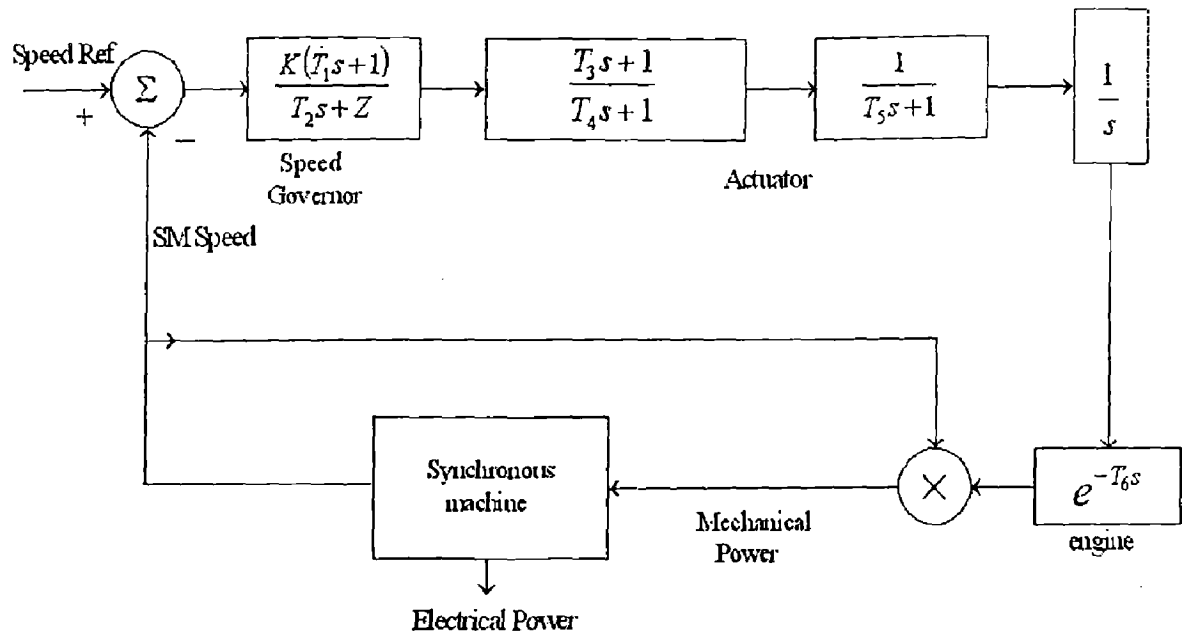 Speed Ref
+
Σ
−
K(T₁s+1)
T₂s+Z
Speed
Governor
T₃s+1
T₄s+1
1
T₅s+1
Actuator
1
s
SM Speed
Synchronous
machine
Mechanical
Power
×
e^{-T₆s}
engine
Electrical Power